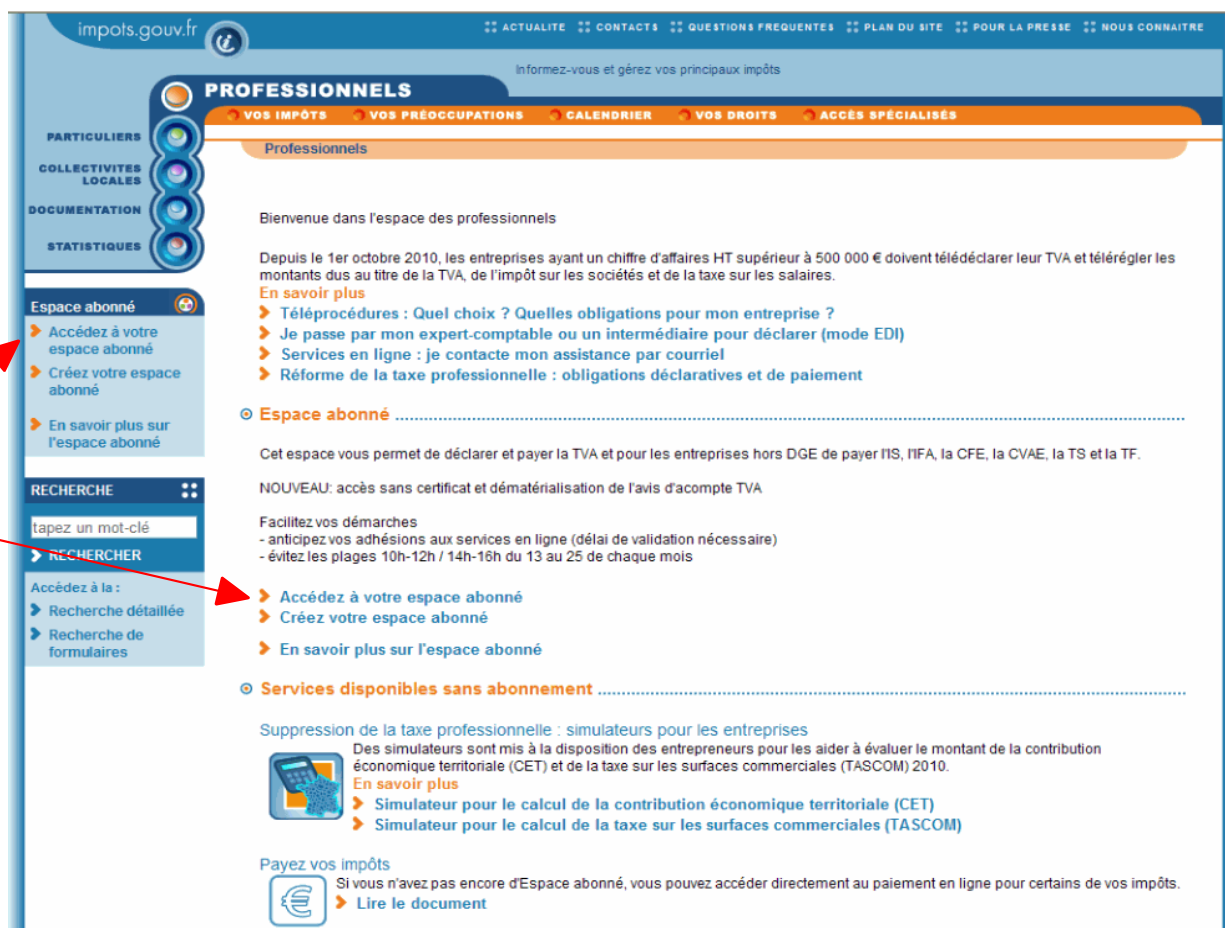 impots.gouv.fr
ACTUALITE CONTACTS QUESTIONS FREQUENTES PLAN DU SITE POUR LA PRESSE NOUS CONNAITRE
Informez-vous et gérez vos principaux impôts
PROFESSIONNELS
VOS IMPÔTS VOS PRÉOCCUPATIONS CALENDRIER VOS DROITS ACCÈS SPÉCIALISÉS
PARTICULIERS
COLLECTIVITES
LOCALES
DOCUMENTATION
STATISTIQUES
Espace abonné
Accédez à votre
espace abonné
Créez votre espace
abonné
En savoir plus sur
l'espace abonné
RECHERCHE
tapez un mot-clé
RECHERCHER
Accédez à la :
Recherche détaillée
Recherche de
formulaires
Professionnels
Bienvenue dans l'espace des professionnels
Depuis le 1er octobre 2010, les entreprises ayant un chiffre d'affaires HT supérieur à 500 000 € doivent télédéclarer leur TVA et télérégler les
montants dus au titre de la TVA, de l'impôt sur les sociétés et de la taxe sur les salaires.
En savoir plus
Téléprocédures : Quel choix ? Quelles obligations pour mon entreprise ?
Je passe par mon expert-comptable ou un intermédiaire pour déclarer (mode EDI)
Services en ligne : je contacte mon assistance par courriel
Réforme de la taxe professionnelle : obligations déclaratives et de paiement
Espace abonné
Cet espace vous permet de déclarer et payer la TVA et pour les entreprises hors DGE de payer l'IS, l'IFA, la CFE, la CVAE, la TS et la TF.
NOUVEAU: accès sans certificat et dématérialisation de l'avis d'acompte TVA
Facilitez vos démarches
- anticipez vos adhésions aux services en ligne (délai de validation nécessaire)
- évitez les plages 10h-12h / 14h-16h du 13 au 25 de chaque mois
Accédez à votre espace abonné
Créez votre espace abonné
En savoir plus sur l'espace abonné
Services disponibles sans abonnement
Suppression de la taxe professionnelle : simulateurs pour les entreprises
Des simulateurs sont mis à la disposition des entrepreneurs pour les aider à évaluer le montant de la contribution
économique territoriale (CET) et de la taxe sur les surfaces commerciales (TASCOM) 2010.
En savoir plus
Simulateur pour le calcul de la contribution économique territoriale (CET)
Simulateur pour le calcul de la taxe sur les surfaces commerciales (TASCOM)
Payez vos impôts
Si vous n'avez pas encore d'Espace abonné, vous pouvez accéder directement au paiement en ligne pour certains de vos impôts.
Lire le document